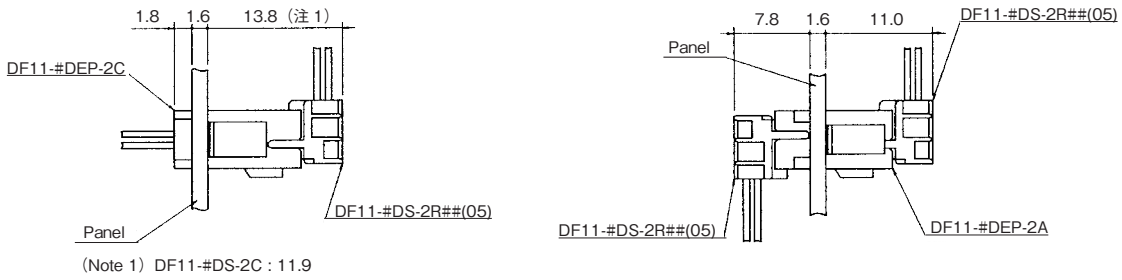 1.8 1.6 13.8（注 1）
DF11-#DEP-2C
DF11-#DS-2R##(05)
Panel
（Note 1）DF11-#DS-2C : 11.9
7.8 1.6 11.0
DF11-#DS-2R##(05)
Panel
DF11-#DS-2R##(05)
DF11-#DEP-2A